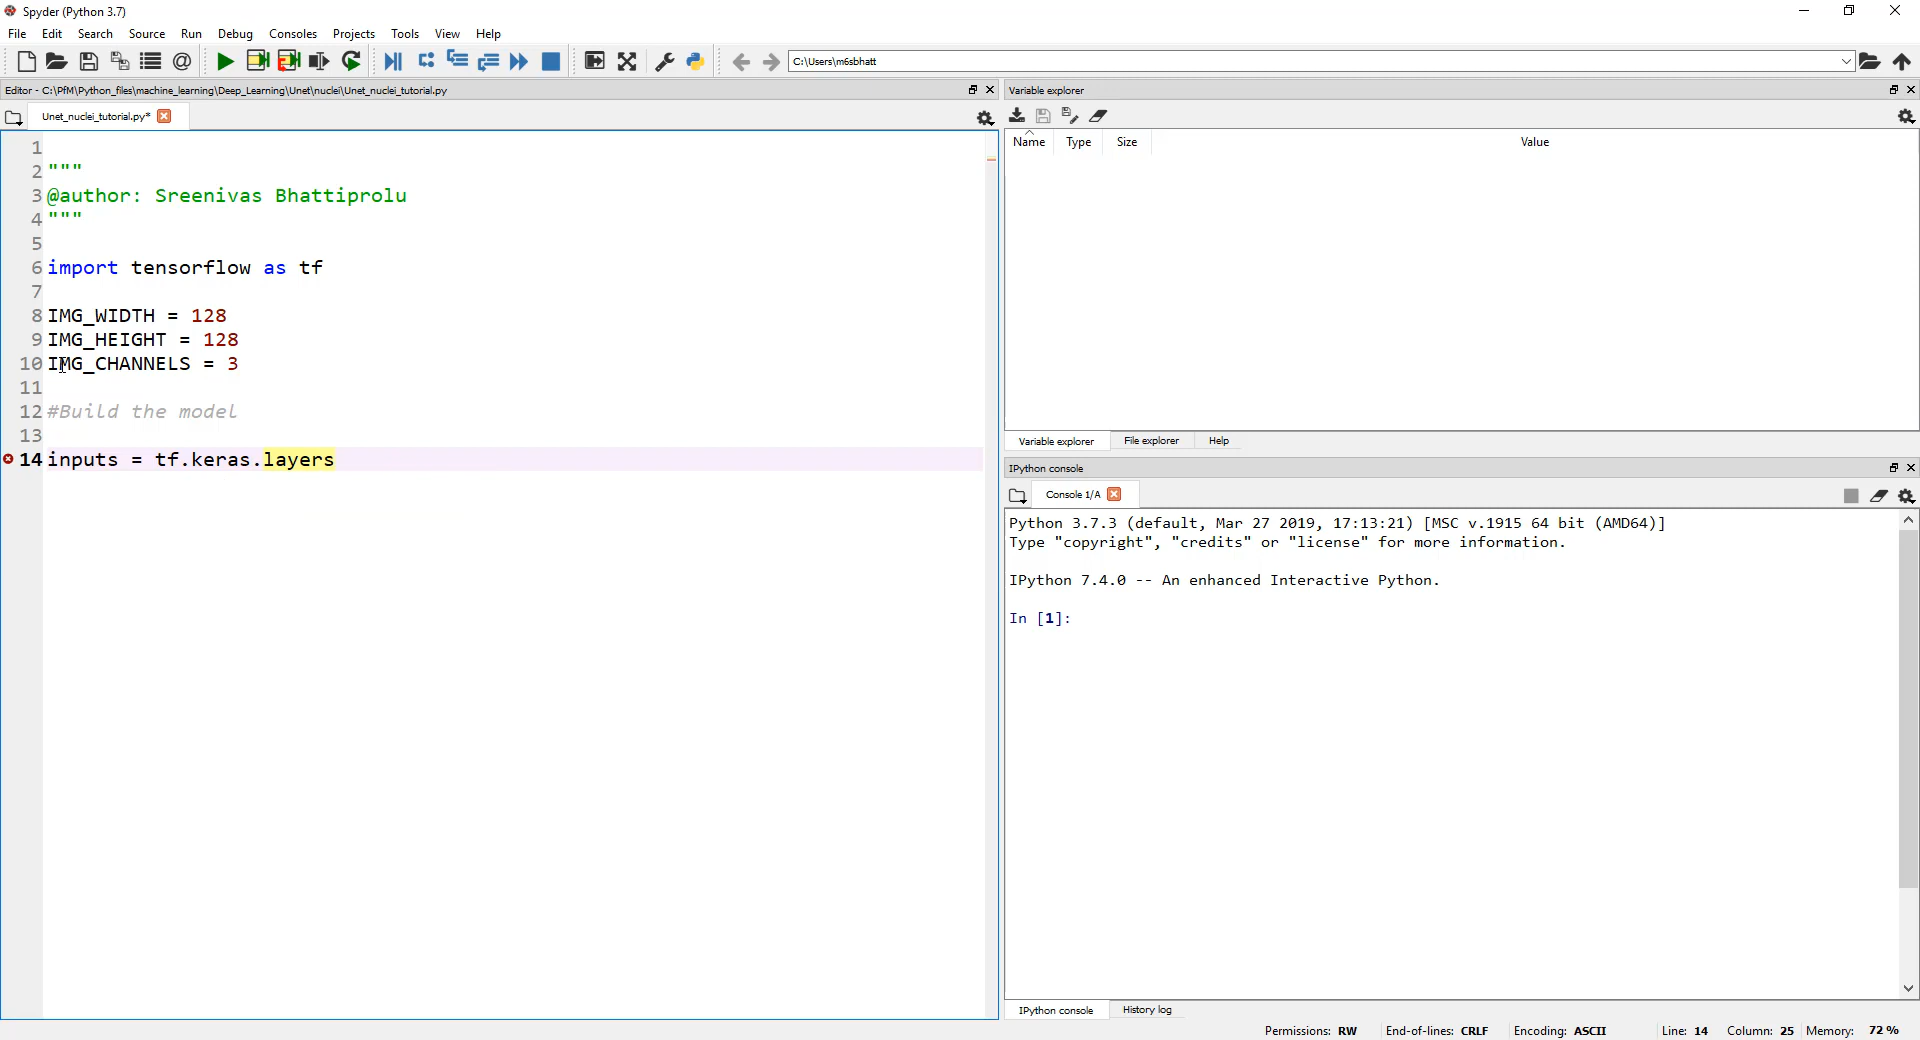 Spyder (Python 3.7)
File Edit Search Source Run Debug Consoles Projects Tools View Help
C:\Users\m6sbhatt
Editor - C:\PfM\Python_files\machine_learning\Deep_Learning\Unet\nuclei\Unet_nuclei_tutorial.py
Unet_nuclei_tutorial.py*
1
2 """
3 @author: Sreenivas Bhattiprolu
4 """
5
6 import tensorflow as tf
7
8 IMG_WIDTH = 128
9 IMG_HEIGHT = 128
10 IMG_CHANNELS = 3
11
12 #Build the model
13
14 inputs = tf.keras.layers
Variable explorer
Name Type Size Value
Variable explorer File explorer Help
IPython console
Console 1/A
Python 3.7.3 (default, Mar 27 2019, 17:13:21) [MSC v.1915 64 bit (AMD64)]
Type "copyright", "credits" or "license" for more information.
IPython 7.4.0 -- An enhanced Interactive Python.
In [1]:
IPython console History log
Permissions: RW End-of-lines: CRLF Encoding: ASCII Line: 14 Column: 25 Memory: 72 %